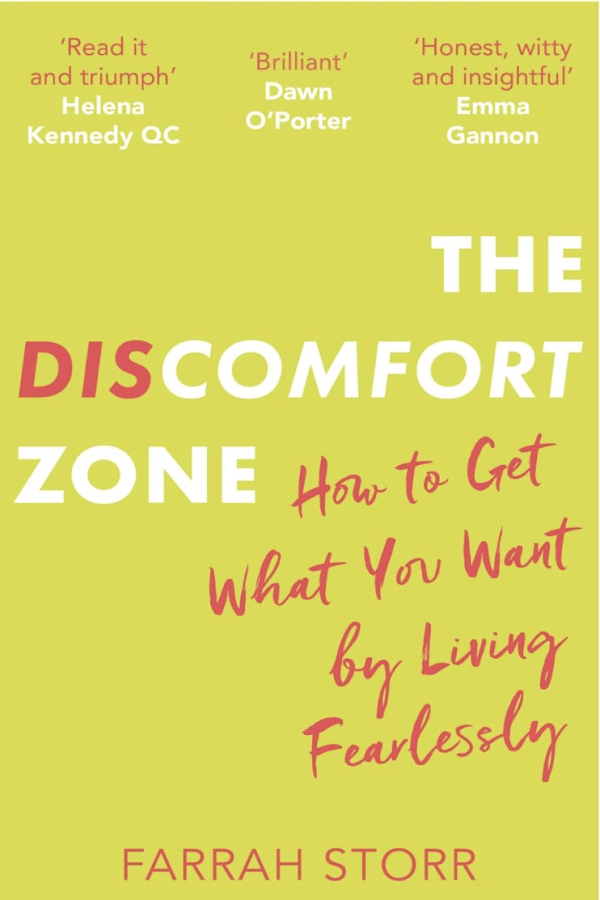 ‘Read it
and triumph’
Helena
Kennedy QC
‘Brilliant’
Dawn
O’Porter
‘Honest, witty
and insightful’
Emma
Gannon
THE
DISCOMFORT
ZONE
How to Get
What You Want
by Living
Fearlessly
FARRAH STORR